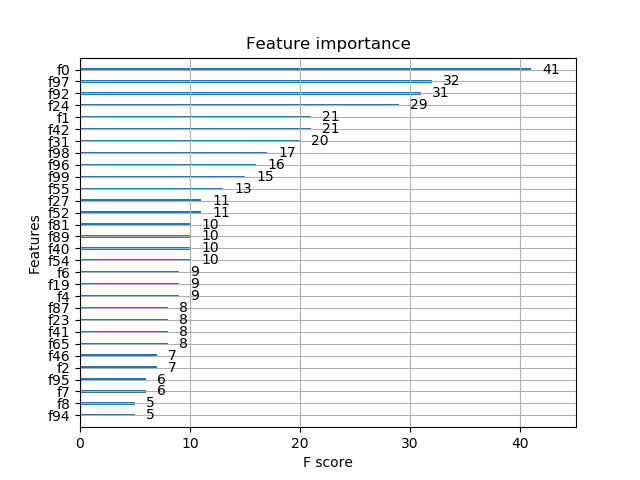 Feature importance
f0 41
f97 32
f92 31
f24 29
f1 21
f42 21
f31 20
f98 17
f96 16
f99 15
f55 13
f27 11
f52 11
f81 10
f89 10
f40 10
f54 10
f6 9
f19 9
f4 9
f87 8
f23 8
f41 8
f65 8
f46 7
f2 7
f95 6
f7 6
f8 5
f94 5
0 10 20 30 40
F score
Features